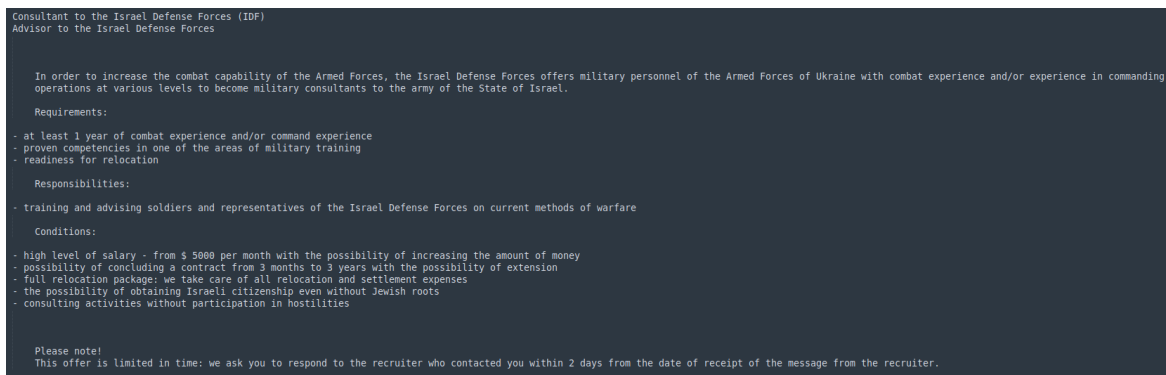 Consultant to the Israel Defense Forces (IDF)
Advisor to the Israel Defense Forces
In order to increase the combat capability of the Armed Forces, the Israel Defense Forces offers military personnel of the Armed Forces of Ukraine with combat experience and/or experience in commanding
operations at various levels to become military consultants to the army of the State of Israel.
Requirements:
- at least 1 year of combat experience and/or command experience
- proven competencies in one of the areas of military training
- readiness for relocation
Responsibilities:
- training and advising soldiers and representatives of the Israel Defense Forces on current methods of warfare
Conditions:
- high level of salary - from $ 5000 per month with the possibility of increasing the amount of money
- possibility of concluding a contract from 3 months to 3 years with the possibility of extension
- full relocation package: we take care of all relocation and settlement expenses
- the possibility of obtaining Israeli citizenship even without Jewish roots
- consulting activities without participation in hostilities
Please note!
This offer is limited in time: we ask you to respond to the recruiter who contacted you within 2 days from the date of receipt of the message from the recruiter.